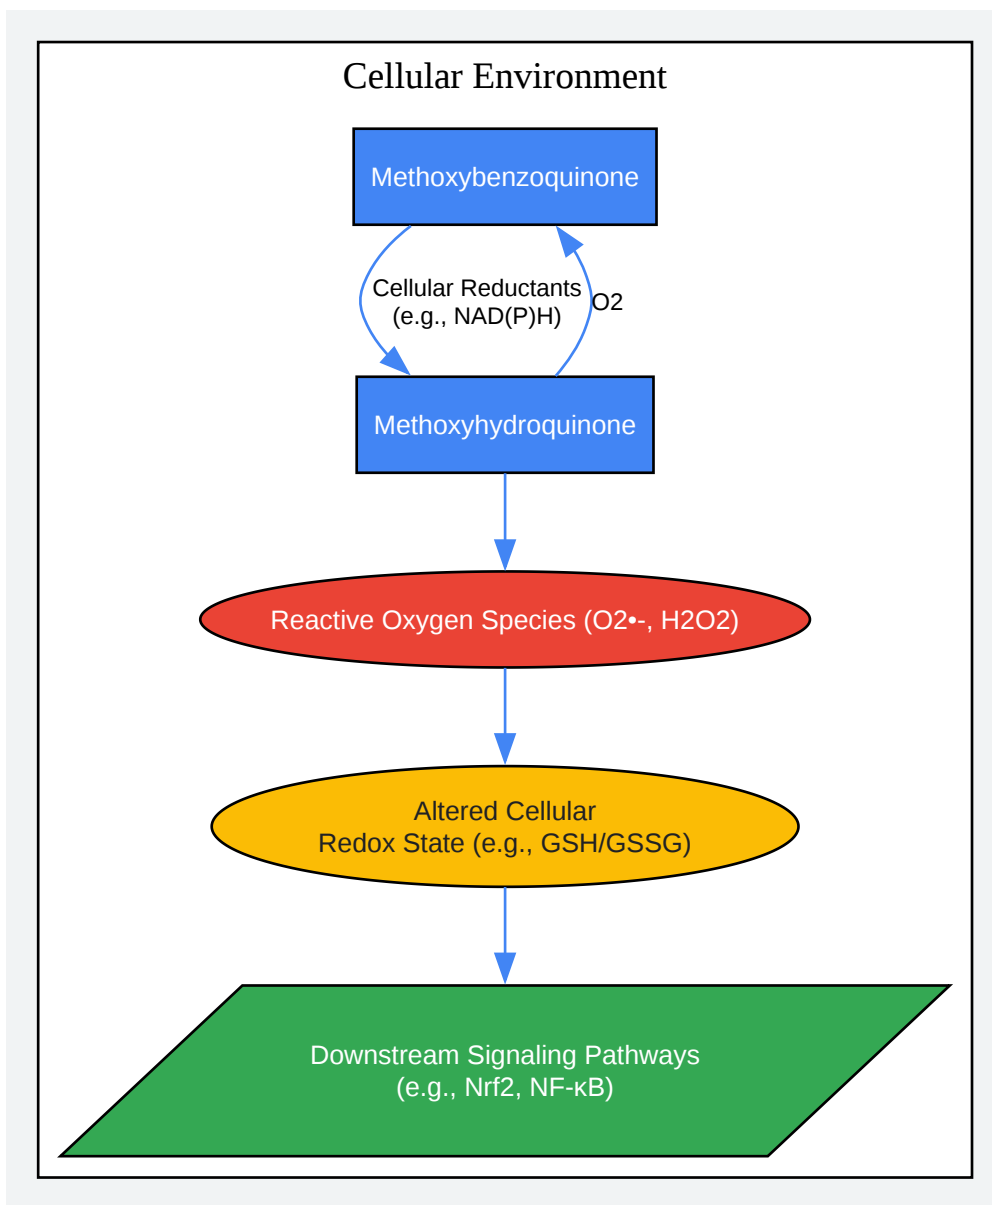 Cellular Environment
Methoxybenzoquinone
Cellular Reductants
(e.g., NAD(P)H)
O2
Methoxyhydroquinone
Reactive Oxygen Species (O2•-, H2O2)
Altered Cellular
Redox State (e.g., GSH/GSSG)
Downstream Signaling Pathways
(e.g., Nrf2, NF-κB)